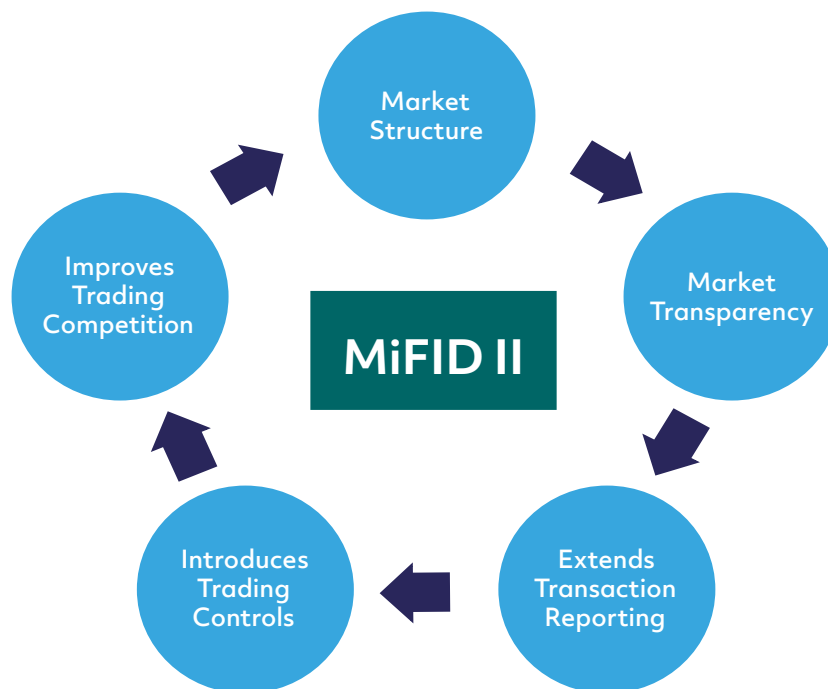 Market
Structure
Market
Transparency
Extends
Transaction
Reporting
Introduces
Trading
Controls
Improves
Trading
Competition
MiFID II